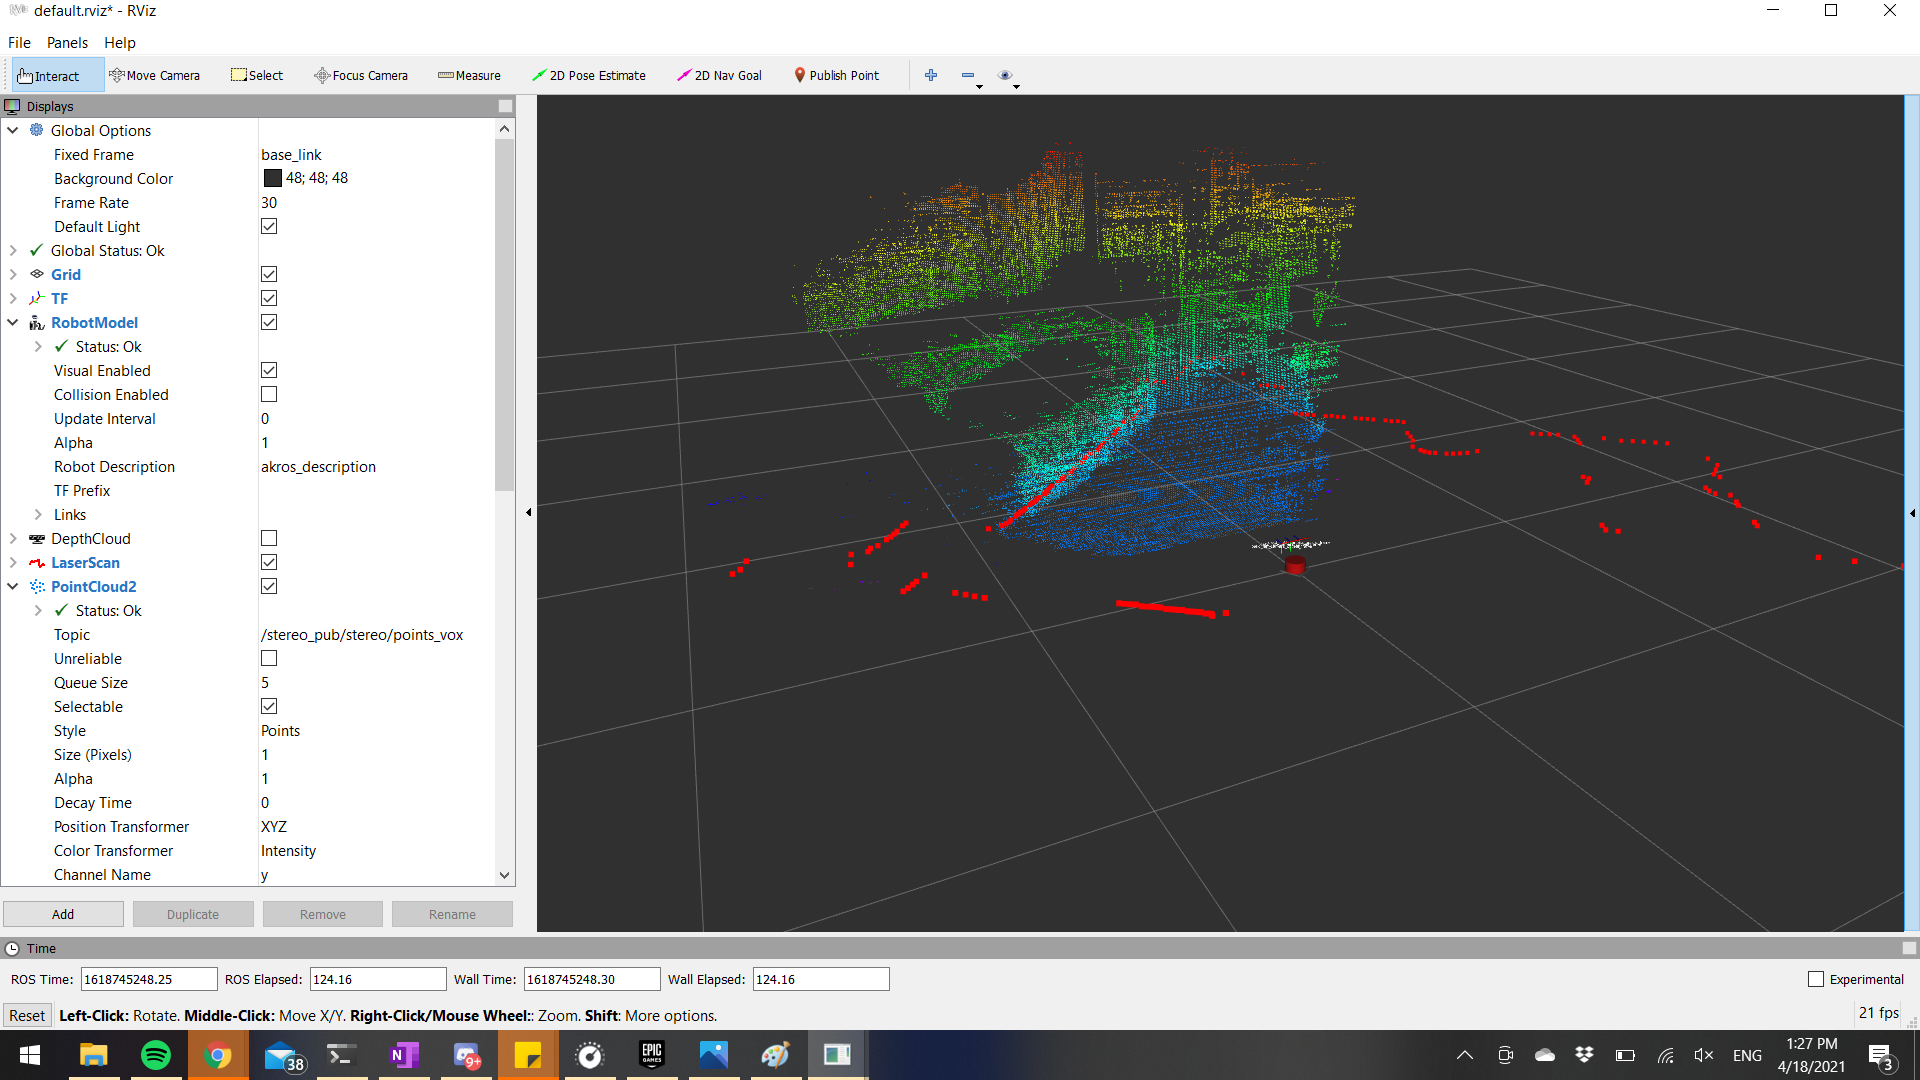 default.rviz* - RViz
File Panels Help
Interact Move Camera Select Focus Camera Measure 2D Pose Estimate 2D Nav Goal Publish Point
Displays
Global Options
Fixed Frame base_link
Background Color 48; 48; 48
Frame Rate 30
Default Light
Global Status: Ok
Grid
TF
RobotModel
Status: Ok
Visual Enabled
Collision Enabled
Update Interval 0
Alpha 1
Robot Description akros_description
TF Prefix
Links
DepthCloud
LaserScan
PointCloud2
Status: Ok
Topic /stereo_pub/stereo/points_vox
Unreliable
Queue Size 5
Selectable
Style Points
Size (Pixels) 1
Alpha 1
Decay Time 0
Position Transformer XYZ
Color Transformer Intensity
Channel Name y
Add Duplicate Remove Rename
Time
ROS Time: 1618745248.25 ROS Elapsed: 124.16 Wall Time: 1618745248.30 Wall Elapsed: 124.16 Experimental
Reset Left-Click: Rotate. Middle-Click: Move X/Y. Right-Click/Mouse Wheel:: Zoom. Shift: More options. 21 fps
38 N 9+ EPIC GAMES ENG 1:27 PM
4/18/2021 3